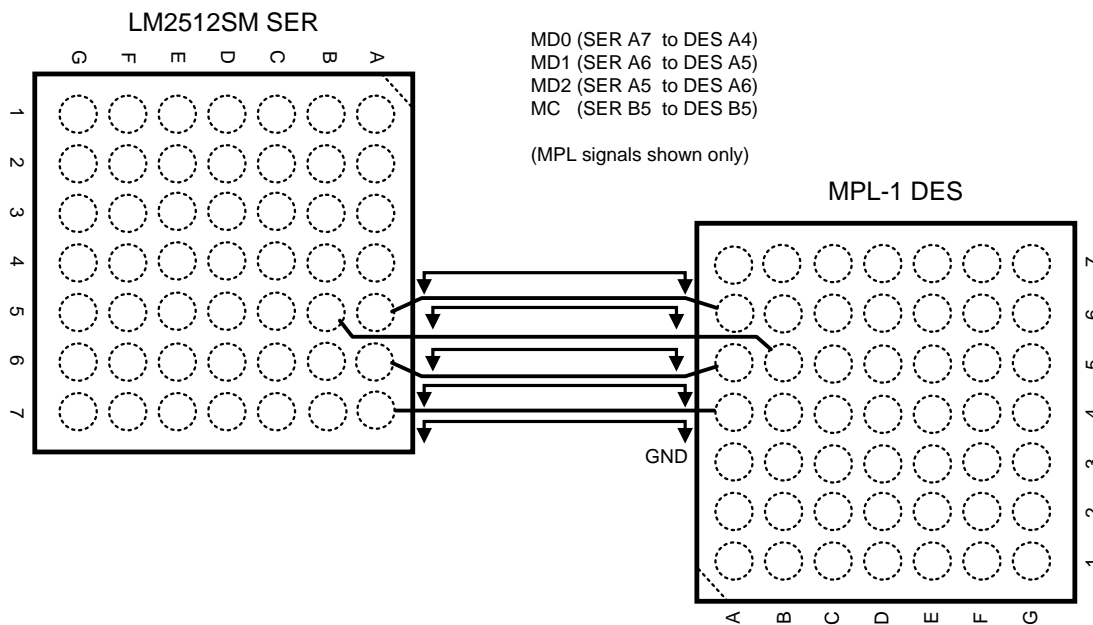 LM2512SM SER
G F E D C B A
1
2
3
4
5
6
7
MD0 (SER A7 to DES A4)
MD1 (SER A6 to DES A5)
MD2 (SER A5 to DES A6)
MC (SER B5 to DES B5)
(MPL signals shown only)
MPL-1 DES
7
6
5
4
3
2
1
GND
A B C D E F G